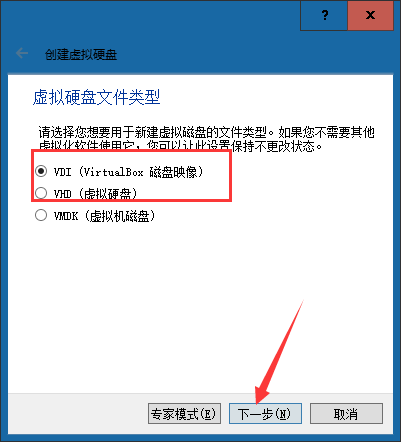 ?
X
创建虚拟硬盘
虚拟硬盘文件类型
请选择您想要用于新建虚拟磁盘的文件类型。如果您不需要其他
虚拟化软件使用它，您可以让此设置保持不更改状态。
VDI (VirtualBox 磁盘映像)
VHD (虚拟硬盘)
VMDK (虚拟机磁盘)
专家模式(E) 下一步(N) 取消